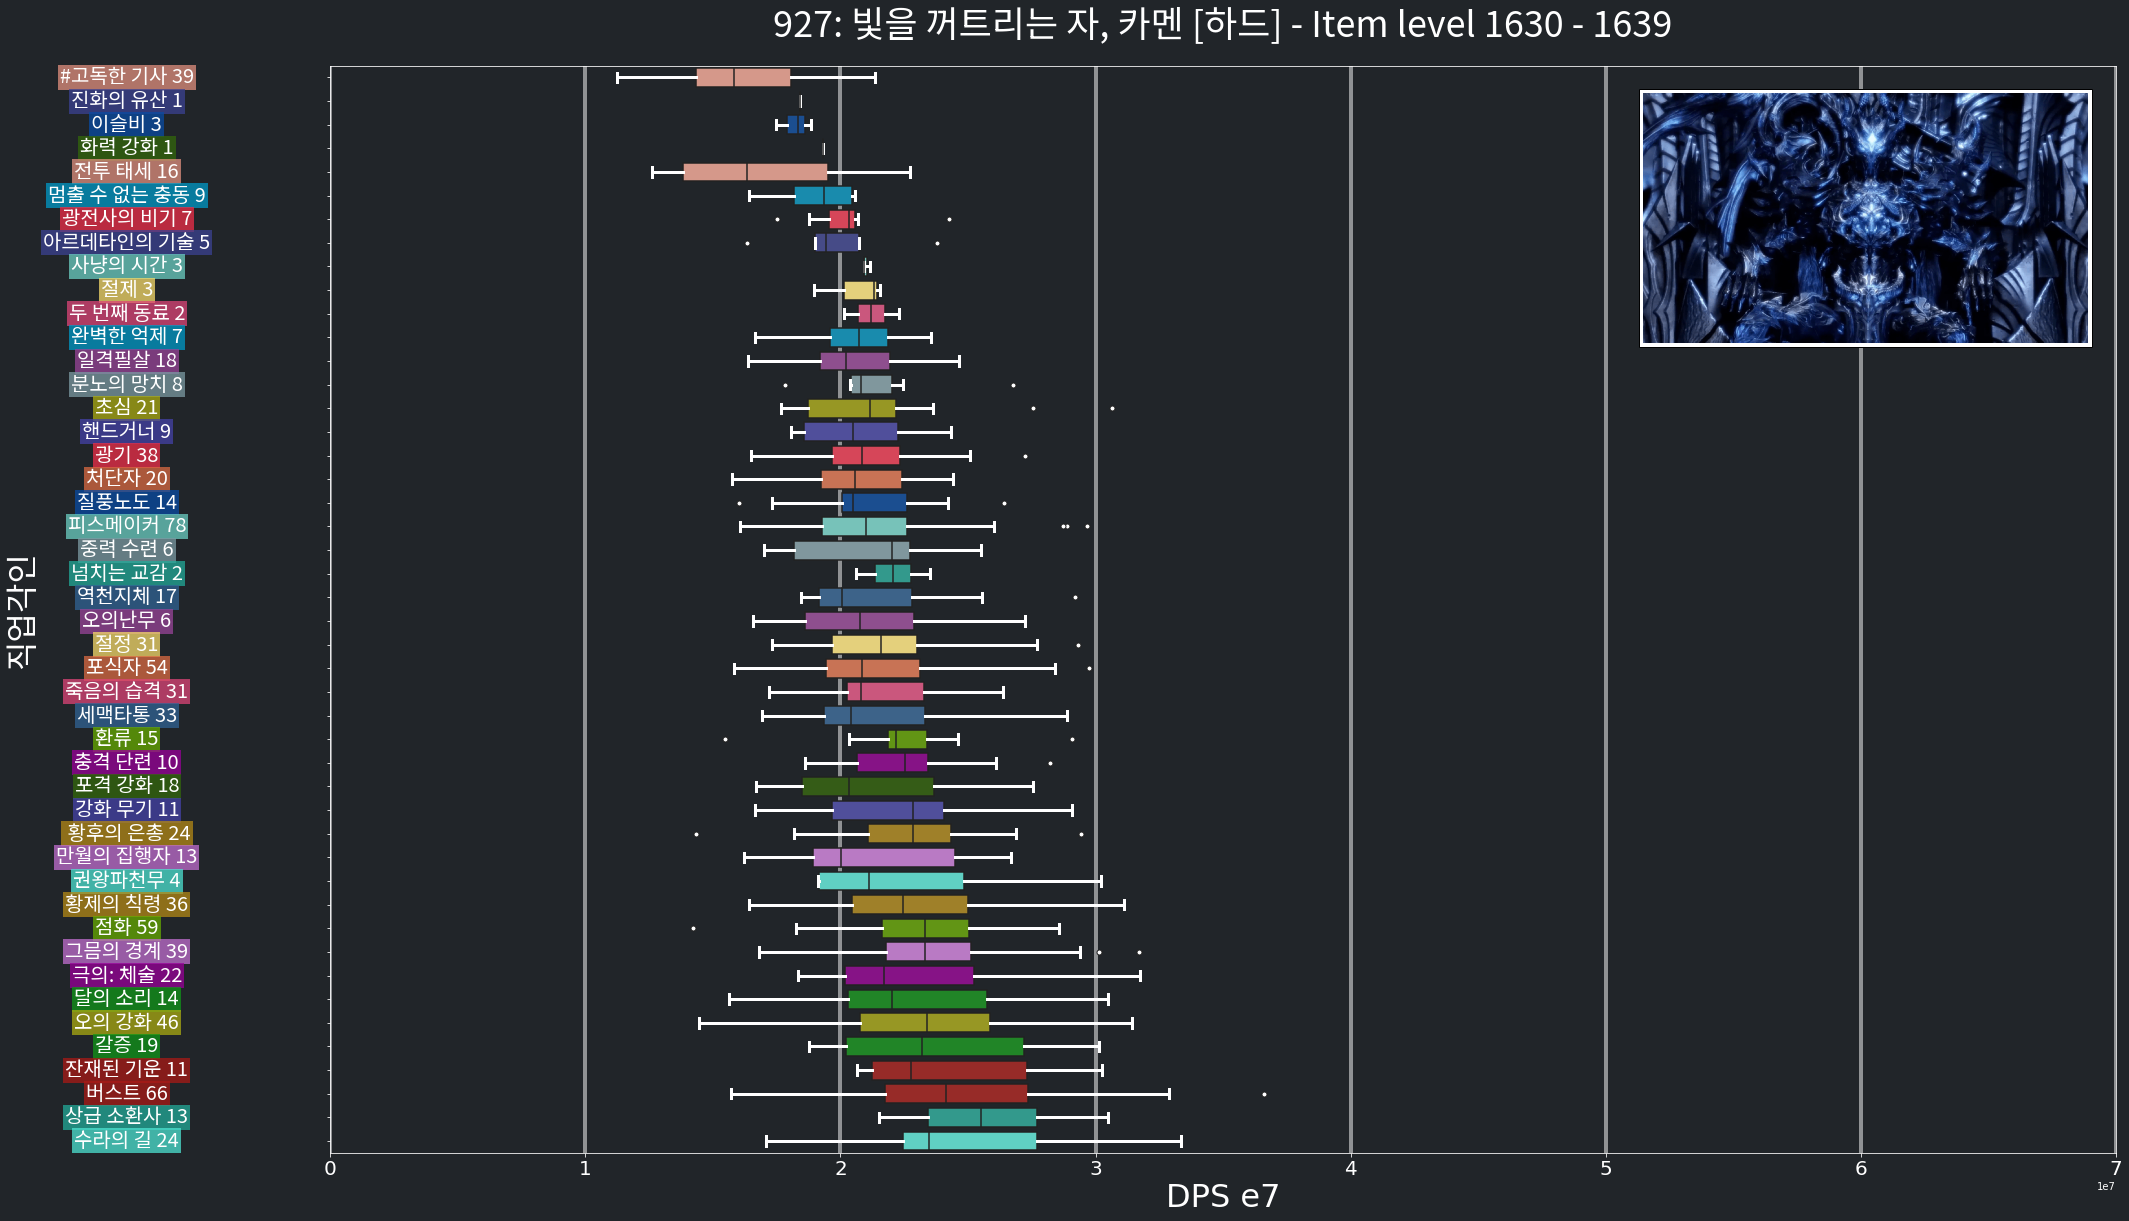 927: 빛을 꺼트리는 자, 카멘 [하드] - Item level 1630 - 1639
직업각인
#고독한 기사 39
진화의 유산 1
이슬비 3
화력 강화 1
전투 태세 16
멈출 수 없는 충동 9
광전사의 비기 7
아르데타인의 기술 5
사냥의 시간 3
절제 3
두 번째 동료 2
완벽한 억제 7
일격필살 18
분노의 망치 8
초심 21
핸드거너 9
광기 38
처단자 20
질풍노도 14
피스메이커 78
중력 수련 6
넘치는 교감 2
역천지체 17
오의난무 6
절정 31
포식자 54
죽음의 습격 31
세맥타통 33
환류 15
충격 단련 10
포격 강화 18
강화 무기 11
황후의 은총 24
만월의 집행자 13
권왕파천무 4
황제의 칙령 36
점화 59
그믐의 경계 39
극의: 체술 22
달의 소리 14
오의 강화 46
갈증 19
잔재된 기운 11
버스트 66
상급 소환사 13
수라의 길 24
0 1 2 3 4 5 6 7
1e7
DPS e7